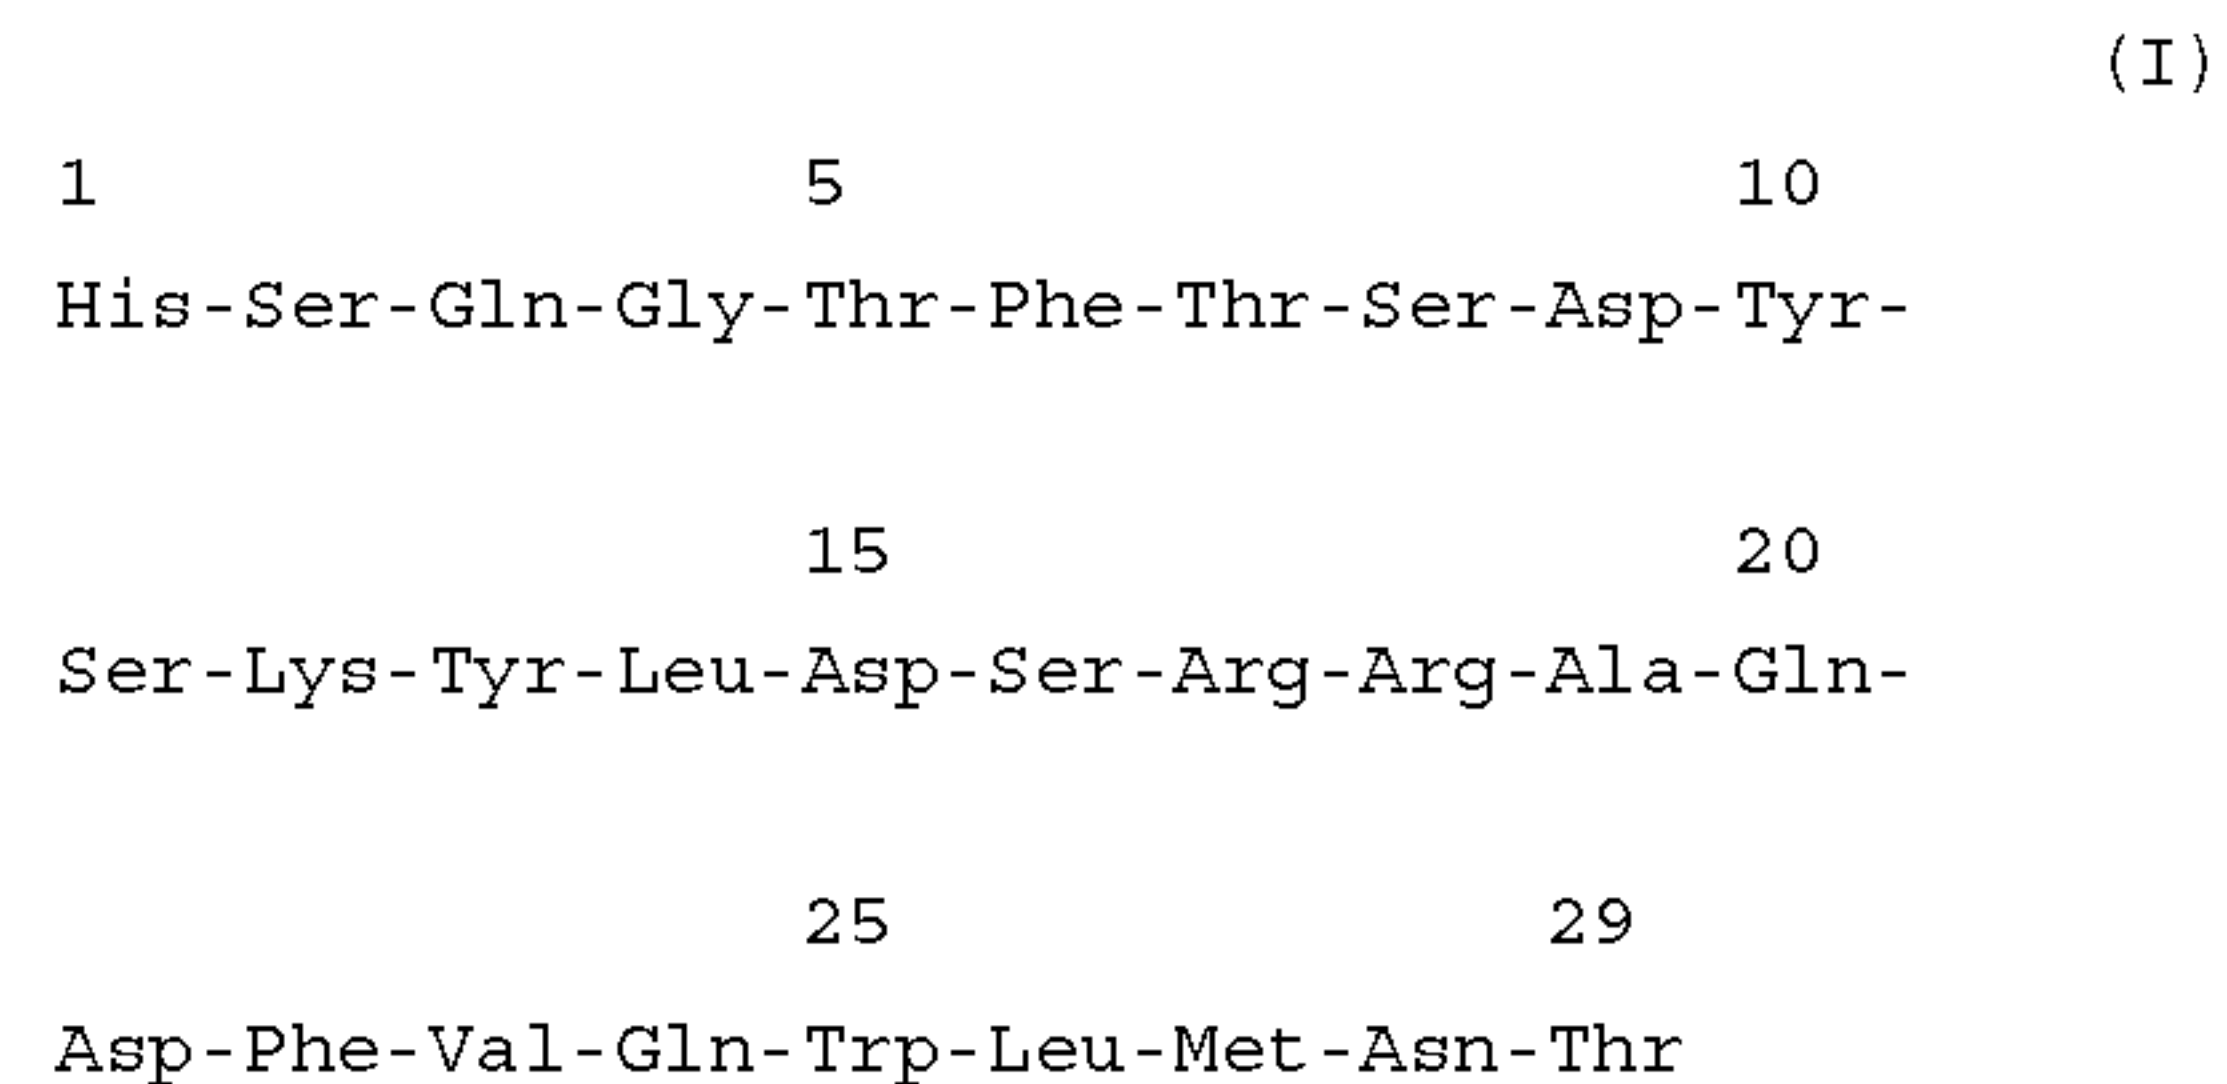 (I)
1 5 10
His-Ser-Gln-Gly-Thr-Phe-Thr-Ser-Asp-Tyr-
15 20
Ser-Lys-Tyr-Leu-Asp-Ser-Arg-Arg-Ala-Gln-
25 29
Asp-Phe-Val-Gln-Trp-Leu-Met-Asn-Thr